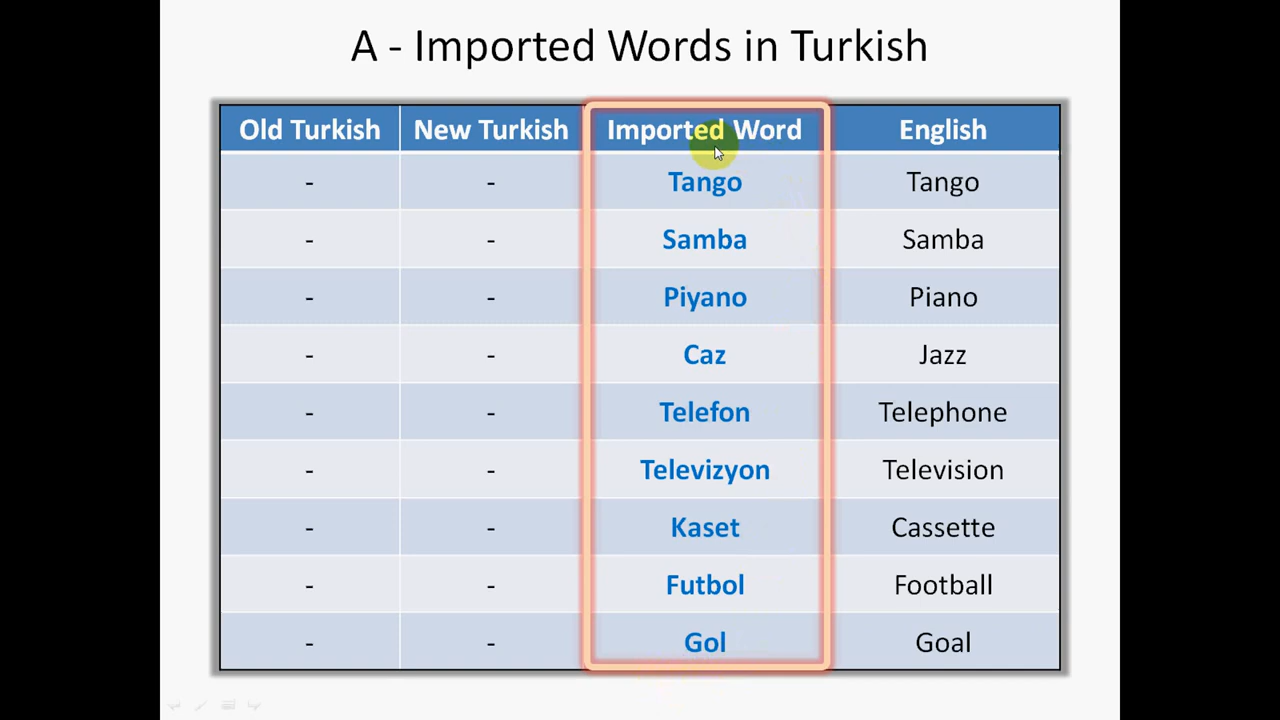 A - Imported Words in Turkish
Old Turkish New Turkish Imported Word English
- - Tango Tango
- - Samba Samba
- - Piyano Piano
- - Caz Jazz
- - Telefon Telephone
- - Televizyon Television
- - Kaset Cassette
- - Futbol Football
- - Gol Goal